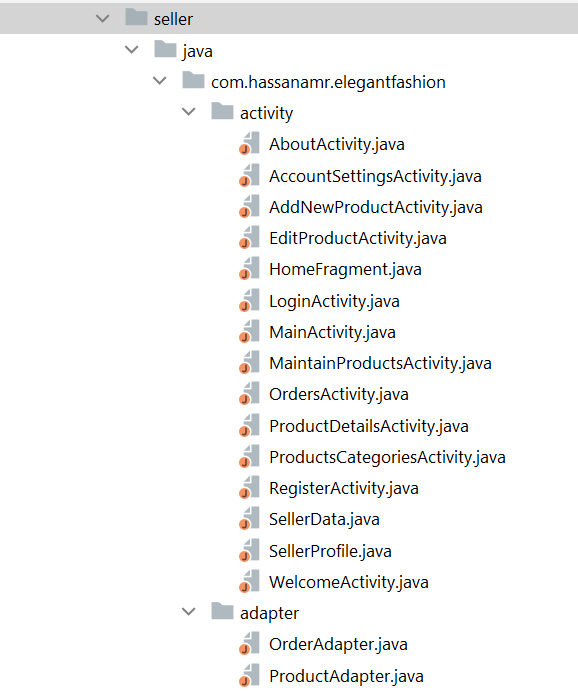 seller
java
com.hassanamr.elegantfashion
activity
AboutActivity.java
AccountSettingsActivity.java
AddNewProductActivity.java
EditProductActivity.java
HomeFragment.java
LoginActivity.java
MainActivity.java
MaintainProductsActivity.java
OrdersActivity.java
ProductDetailsActivity.java
ProductsCategoriesActivity.java
RegisterActivity.java
SellerData.java
SellerProfile.java
WelcomeActivity.java
adapter
OrderAdapter.java
ProductAdapter.java